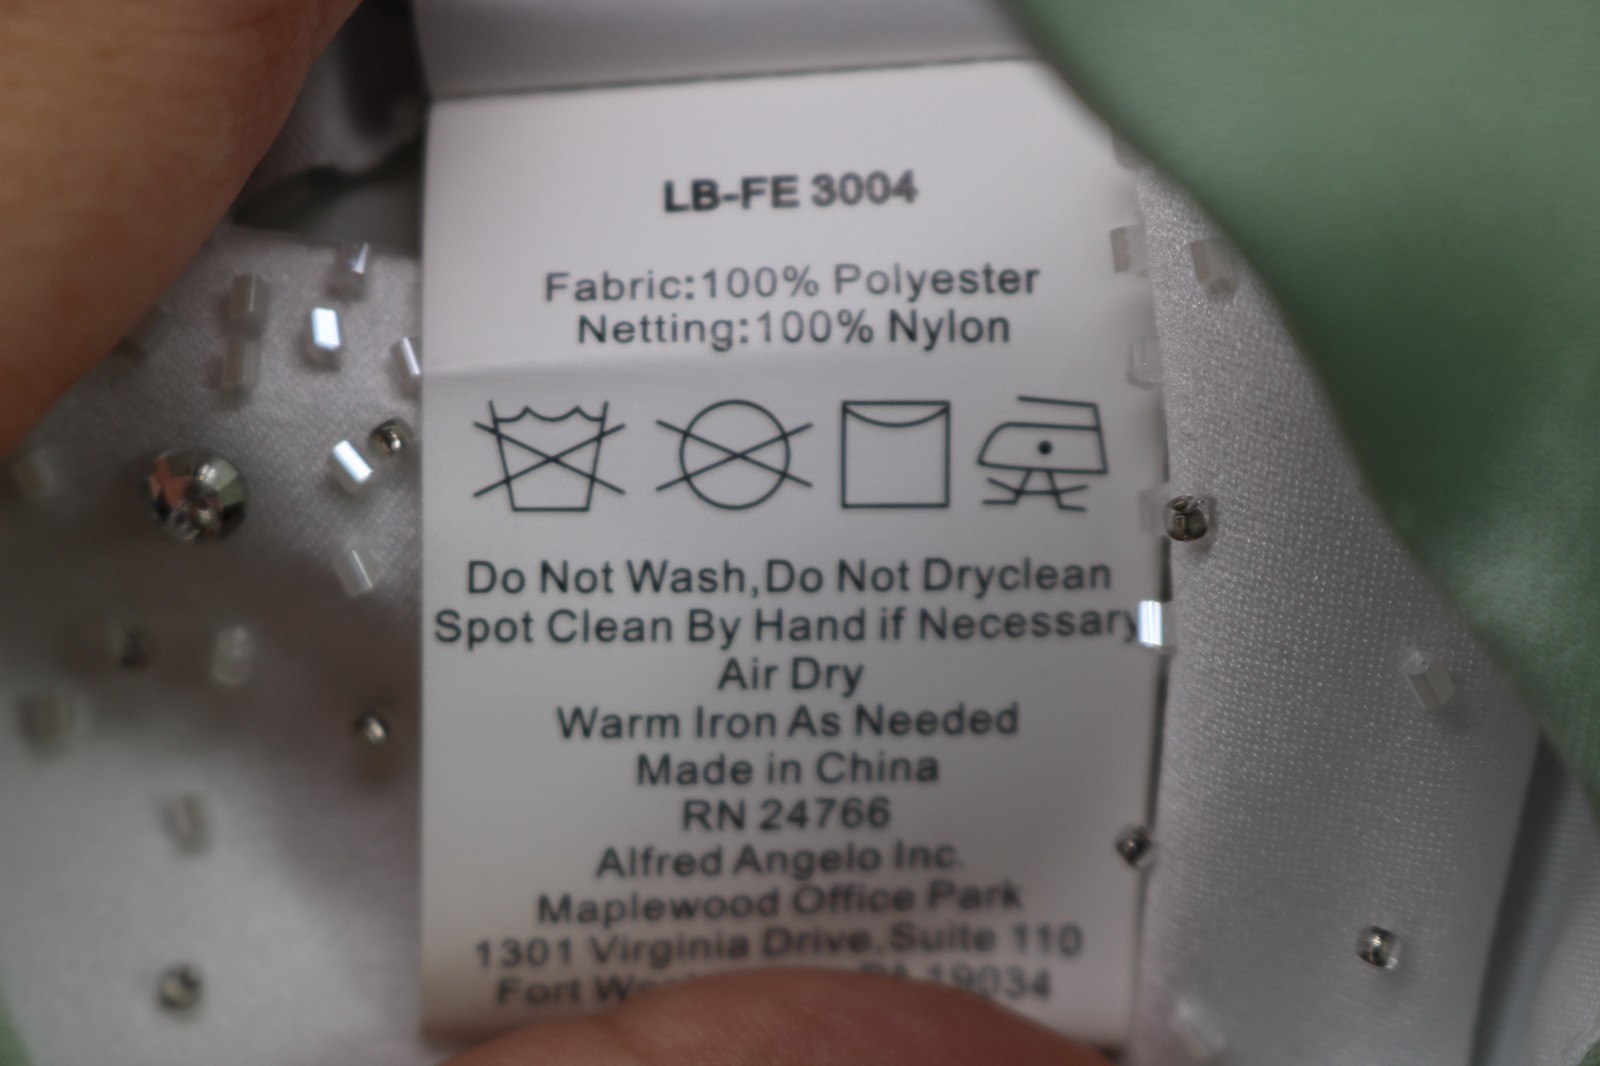 LB-FE 3004
Fabric:100% Polyester
Netting:100% Nylon
Do Not Wash,Do Not Dryclean
Spot Clean By Hand if Necessary
Air Dry
Warm Iron As Needed
Made in China
RN 24766
Alfred Angelo Inc.
Maplewood Office Park
1301 Virginia Drive.Suite 110
Fort PA 19034